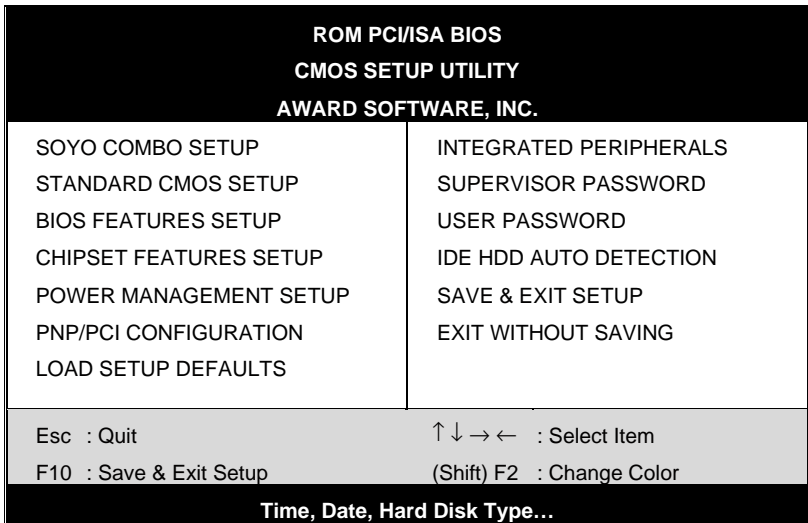 ROM PCI/ISA BIOS
CMOS SETUP UTILITY
AWARD SOFTWARE, INC.
SOYO COMBO SETUP
STANDARD CMOS SETUP
BIOS FEATURES SETUP
CHIPSET FEATURES SETUP
POWER MANAGEMENT SETUP
PNP/PCI CONFIGURATION
LOAD SETUP DEFAULTS
INTEGRATED PERIPHERALS
SUPERVISOR PASSWORD
USER PASSWORD
IDE HDD AUTO DETECTION
SAVE & EXIT SETUP
EXIT WITHOUT SAVING
Esc : Quit
↑ ↓ → ← : Select Item
F10 : Save & Exit Setup
(Shift) F2 : Change Color
Time, Date, Hard Disk Type…